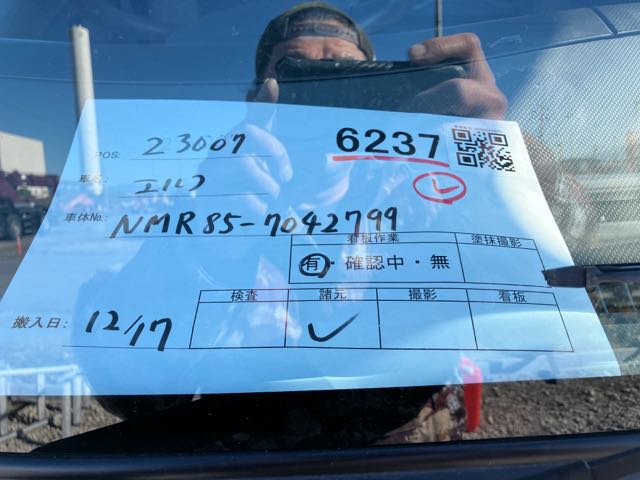 POS: 23007
6237
車名: エルフ
車体No.: NMR85-7042799
看板作業 塗抹撮影
有・確認中・無
検査 諸元 撮影 看板
搬入日: 12/17